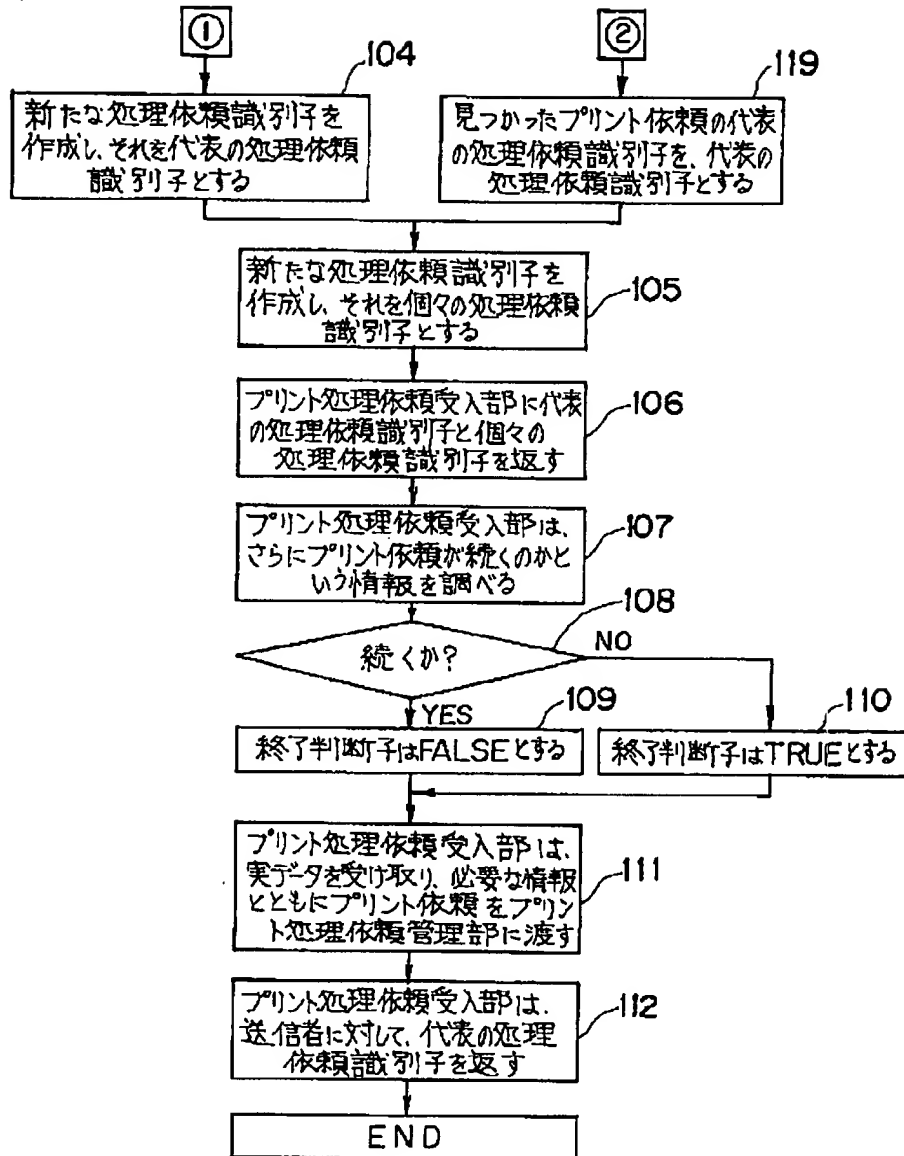 ①
②
104
119
新たな処理依頼識別子を
作成し、それを代表の処理依頼
識別子とする
見つかったプリント依頼の代表
の処理依頼識別子を、代表の
処理依頼識別子とする
新たな処理依頼識別子を
作成し、それを個々の処理依頼
識別子とする
105
プリント処理依頼受入部に代表
の処理依頼識別子と個々の
処理依頼識別子を返す
106
プリント処理依頼受入部は、
さらにプリント依頼が続くのかと
いう情報を調べる
107
108
続くか?
NO
YES
109
110
終了判断子はFALSEとする
終了判断子はTRUEとする
プリント処理依頼受入部は、
実データを受け取り、必要な情報
とともにプリント依頼をプリン
ト処理依頼管理部に渡す
111
プリント処理依頼受入部は、
送信者に対して、代表の処理
依頼識別子を返す
112
END